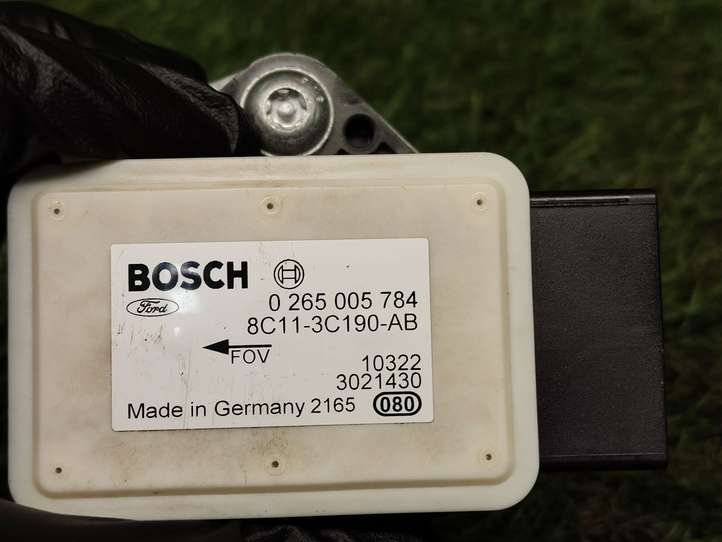 BOSCH
Ford
0 265 005 784
8C11-3C190-AB
FOV
10322
3021430
Made in Germany 2165 080